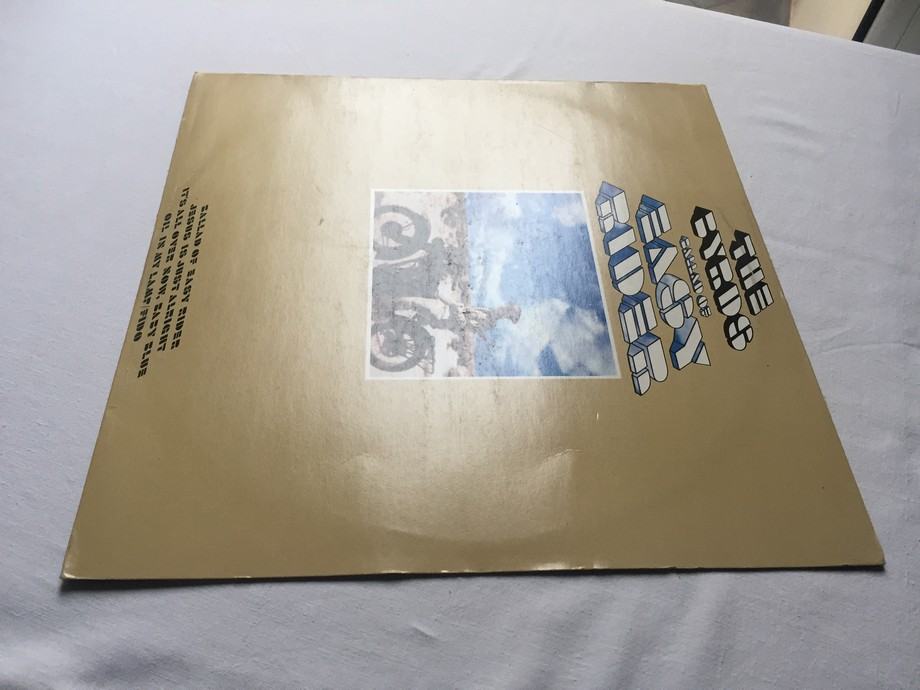 THE
BYRDS
BALLAD OF
EASY
RIDER
BALLAD OF EASY RIDER
JESUS IS JUST ALRIGHT
IT'S ALL OVER NOW, BABY BLUE
OIL IN MY LAMP/FIDO